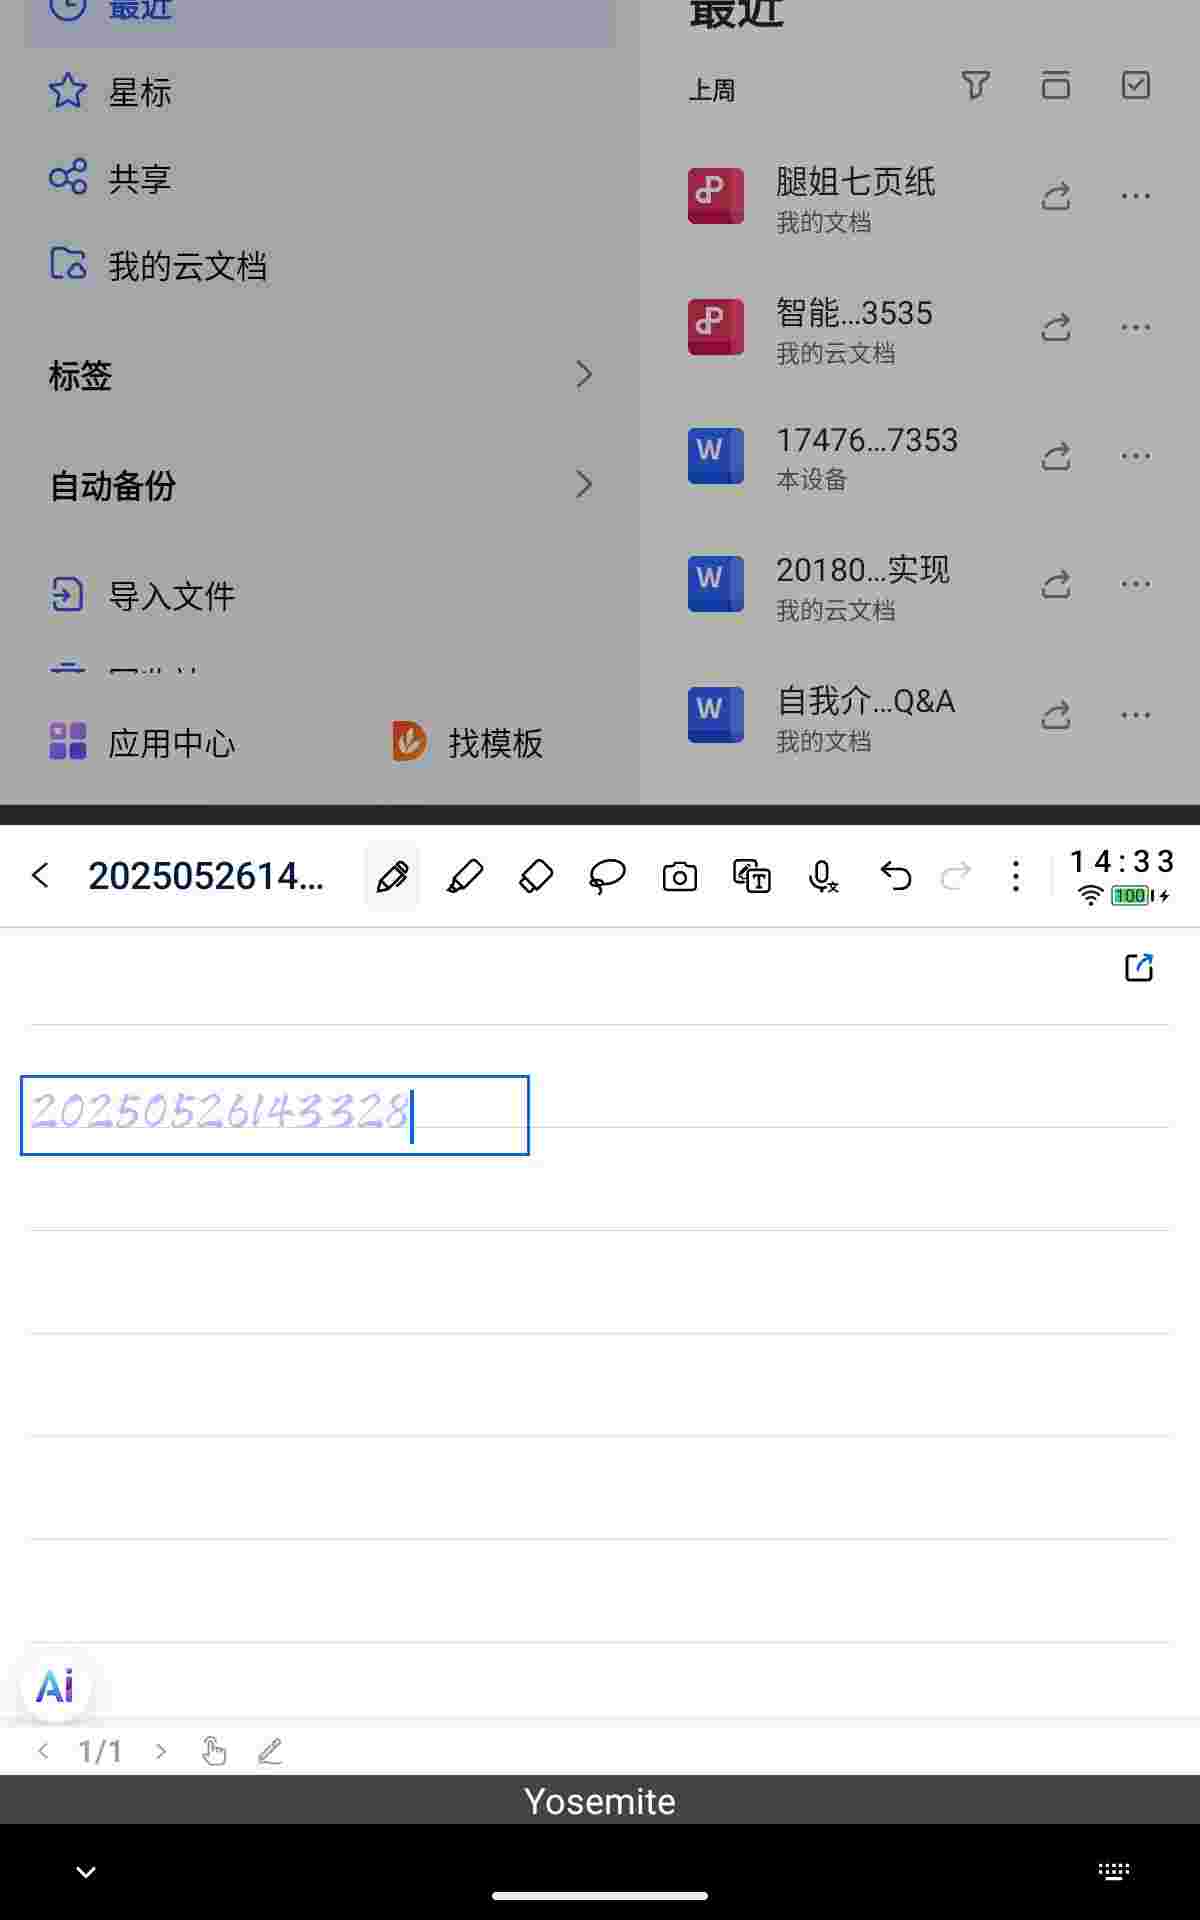 最近
星标
共享
我的云文档
标签
自动备份
导入文件
应用中心
找模板
最近
上周
腿姐七页纸
我的文档
智能...3535
我的云文档
17476...7353
本设备
20180...实现
我的云文档
自我介...Q&A
我的文档
2025052614...
14:33
100
20250526143328
Ai
1/1
Yosemite